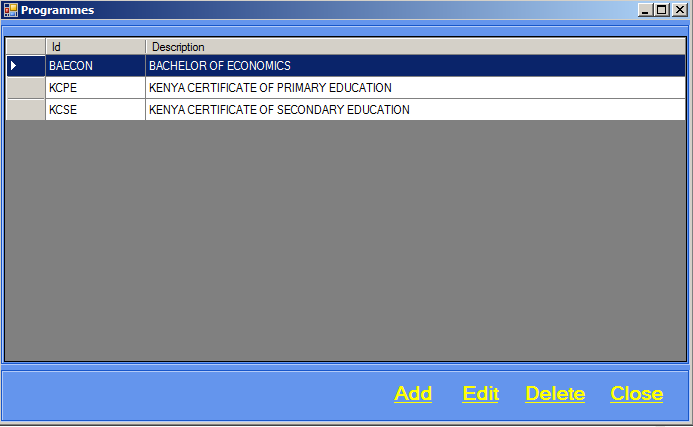 Programmes
Id Description
BAECON BACHELOR OF ECONOMICS
KCPE KENYA CERTIFICATE OF PRIMARY EDUCATION
KCSE KENYA CERTIFICATE OF SECONDARY EDUCATION
Add Edit Delete Close